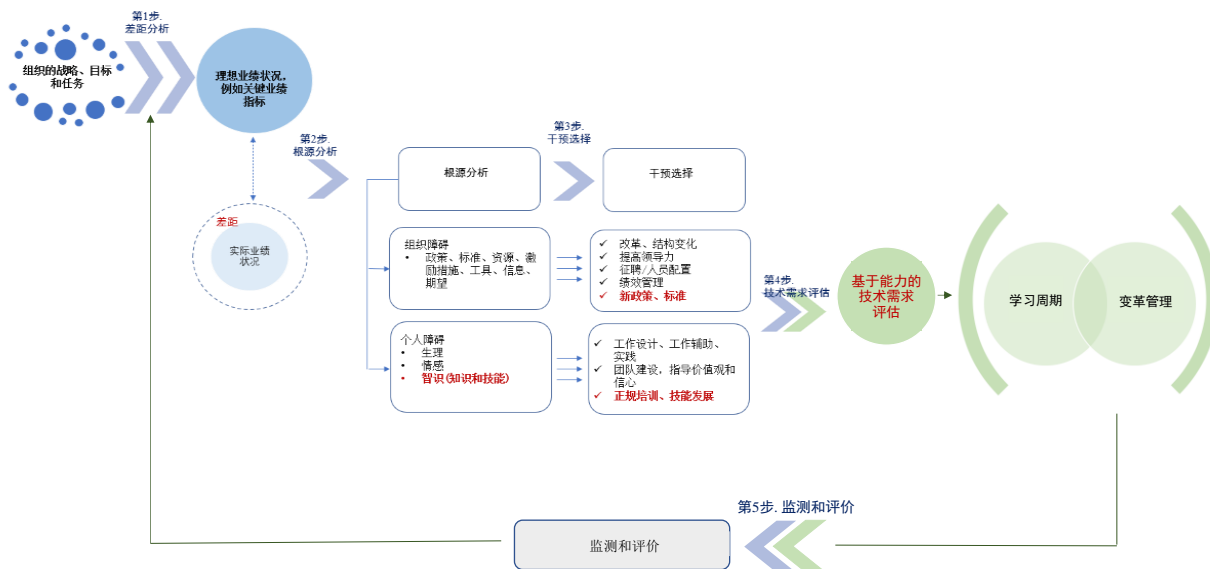 第1步.
差距分析
组织的战略、目标
和任务
理想业绩状况，
例如关键业绩
指标
第2步.
根源分析
差距
实际业绩
状况
第3步.
干预选择
根源分析
干预选择
组织障碍
• 政策、标准、资源、激
励措施、工具、信息、
期望
✓ 改革、结构变化
✓ 提高领导力
✓ 征聘/人员配置
✓ 绩效管理
✓ 新政策、标准
个人障碍
• 生理
• 情感
• 智识(知识和技能)
✓ 工作设计、工作辅助、
实践
✓ 团队建设，指导价值观和
信心
✓ 正规培训、技能发展
第4步.
技术需求评估
基于能力的
技术需求
评估
学习周期
变革管理
第5步. 监测和评价
监测和评价